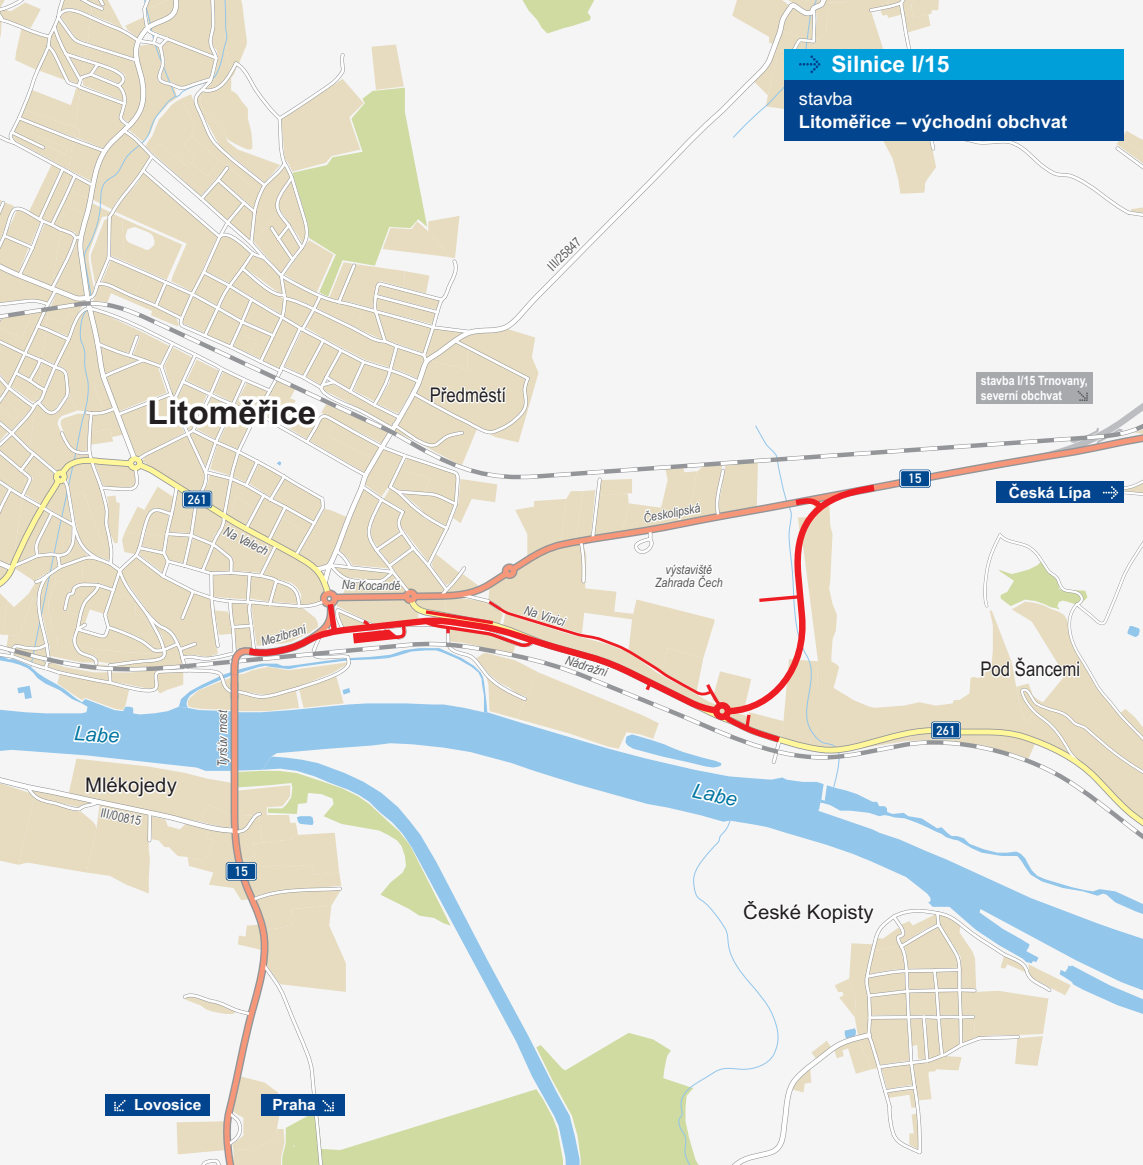 Silnice I/15
stavba
Litoměřice – východní obchvat
III/25847
stavba I/15 Trnovany,
severní obchvat
Předměstí
Litoměřice
15
Česká Lípa
261
Českolipská
Na Valech
výstaviště
Zahrada Čech
Na Kocandě
Na Vinici
Mezibraní
Nádražní
Pod Šancemi
Tyršův most
Labe
261
Mlékojedy
Labe
III/00815
15
České Kopisty
Lovosice
Praha